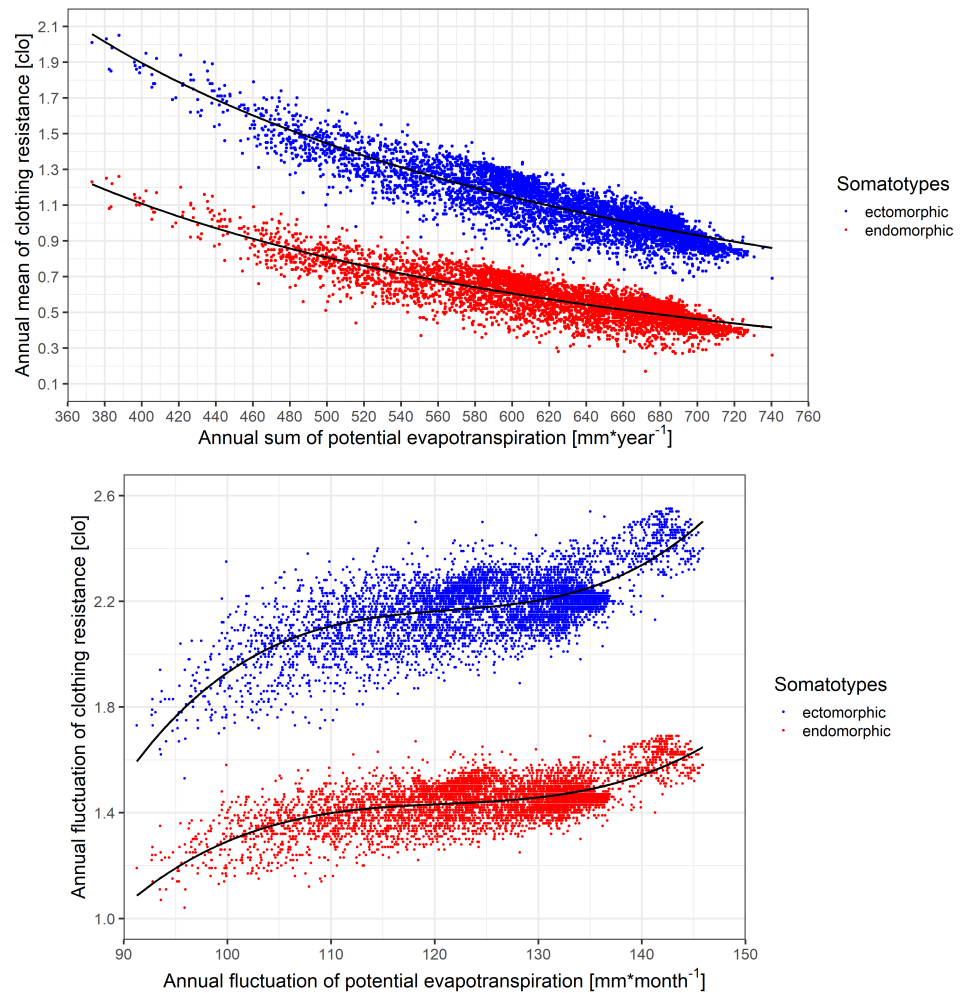 Annual mean of clothing resistance [clo]
2.1
1.9
1.7
1.5
1.3
1.1
0.9
0.7
0.5
0.3
0.1
360 380 400 420 440 460 480 500 520 540 560 580 600 620 640 660 680 700 720 740 760
Annual sum of potential evapotranspiration [mm*year⁻¹]
Somatotypes
ectomorphic
endomorphic
Annual fluctuation of clothing resistance [clo]
2.6
2.2
1.8
1.4
1.0
90 100 110 120 130 140 150
Annual fluctuation of potential evapotranspiration [mm*month⁻¹]
Somatotypes
ectomorphic
endomorphic